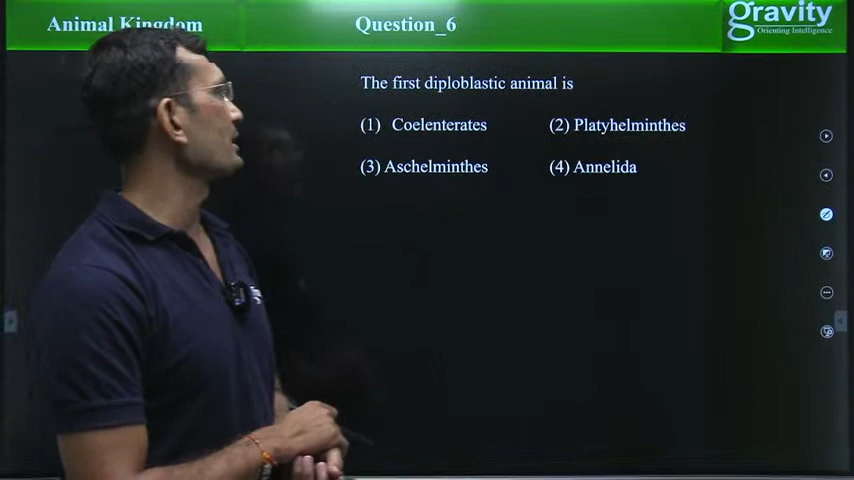 Animal Kingdom
Question_6
gravity
Orienting Intelligence
The first diploblastic animal is
(1) Coelenterates
(2) Platyhelminthes
(3) Aschelminthes
(4) Annelida